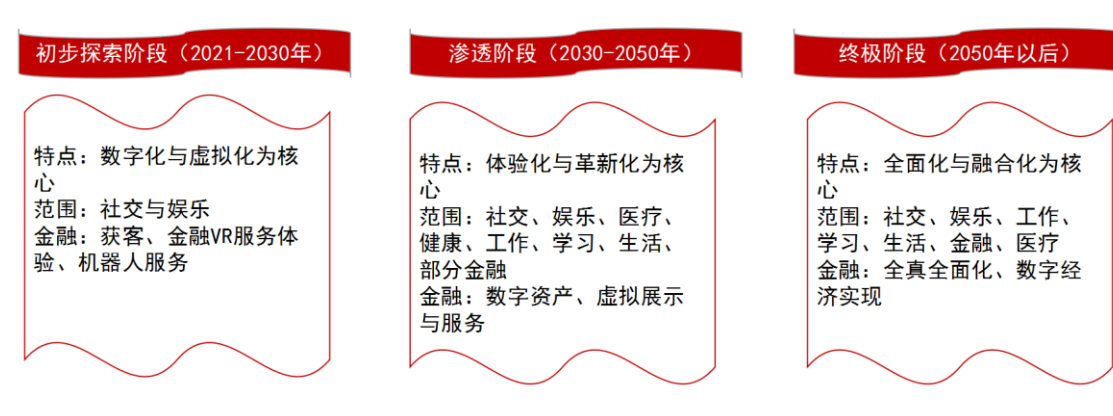 初步探索阶段（2021-2030年）
特点：数字化与虚拟化为核
心
范围：社交与娱乐
金融：获客、金融VR服务体
验、机器人服务
渗透阶段（2030-2050年）
特点：体验化与革新化为核
心
范围：社交、娱乐、医疗、
健康、工作、学习、生活、
部分金融
金融：数字资产、虚拟展示
与服务
终极阶段（2050年以后）
特点：全面化与融合化为核
心
范围：社交、娱乐、工作、
学习、生活、金融、医疗
金融：全真全面化、数字经
济实现